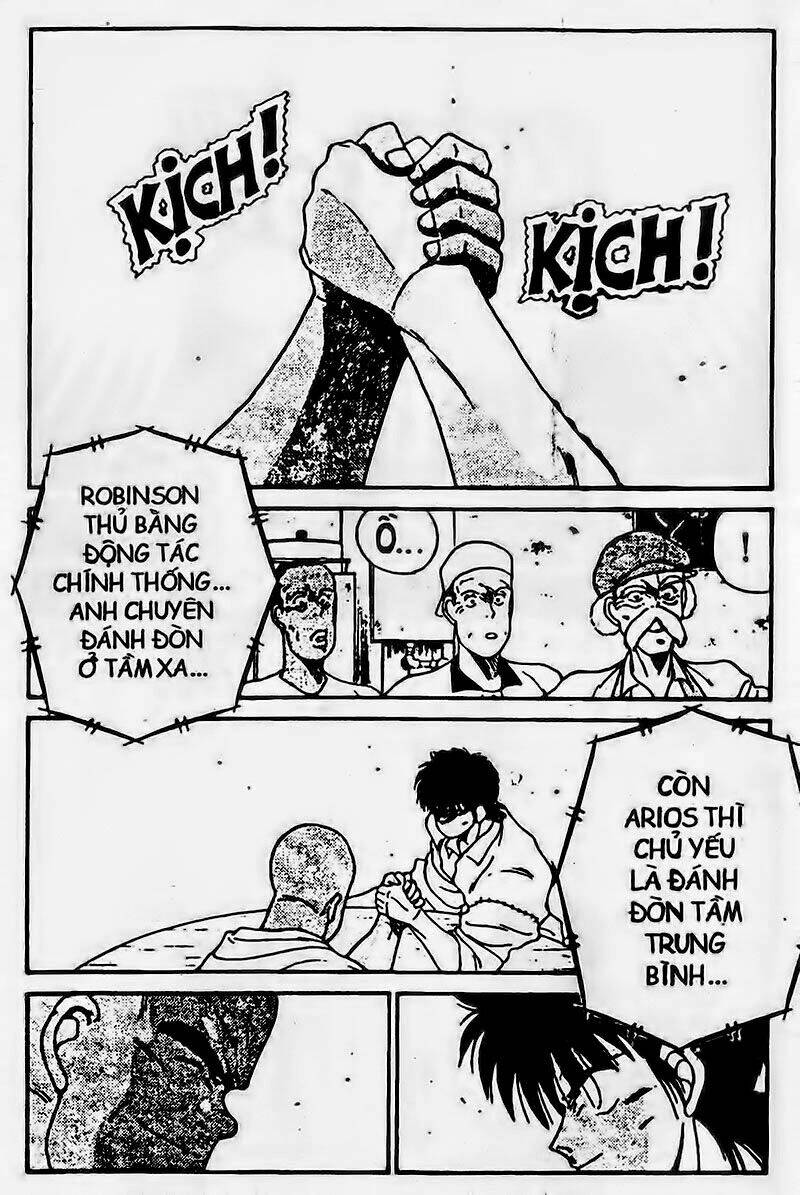 KỊCH!
KỊCH!
ROBINSON
THỦ BẰNG
ĐỘNG TÁC
CHÍNH THỐNG...
ANH CHUYÊN
ĐÁNH ĐÒN
Ở TẦM XA...
Ồ...
!
CÒN
ARIOS THÌ
CHỦ YẾU
LÀ ĐÁNH
ĐÒN TẦM
TRUNG
BÌNH...